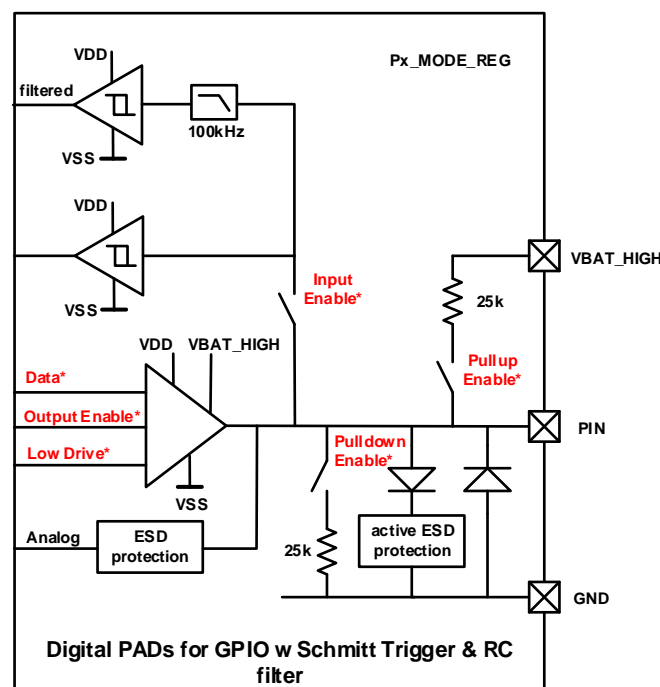 VDD
Px_MODE_REG
filtered
100kHz
VSS
VDD
VBAT_HIGH
Input
Enable*
25k
VSS
VDD
VBAT_HIGH
Pullup
Enable*
Data*
Output Enable*
PIN
Pulldown
Enable*
Low Drive*
VSS
Analog
ESD
protection
25k
active ESD
protection
GND
Digital PADs for GPIO w Schmitt Trigger & RC
filter